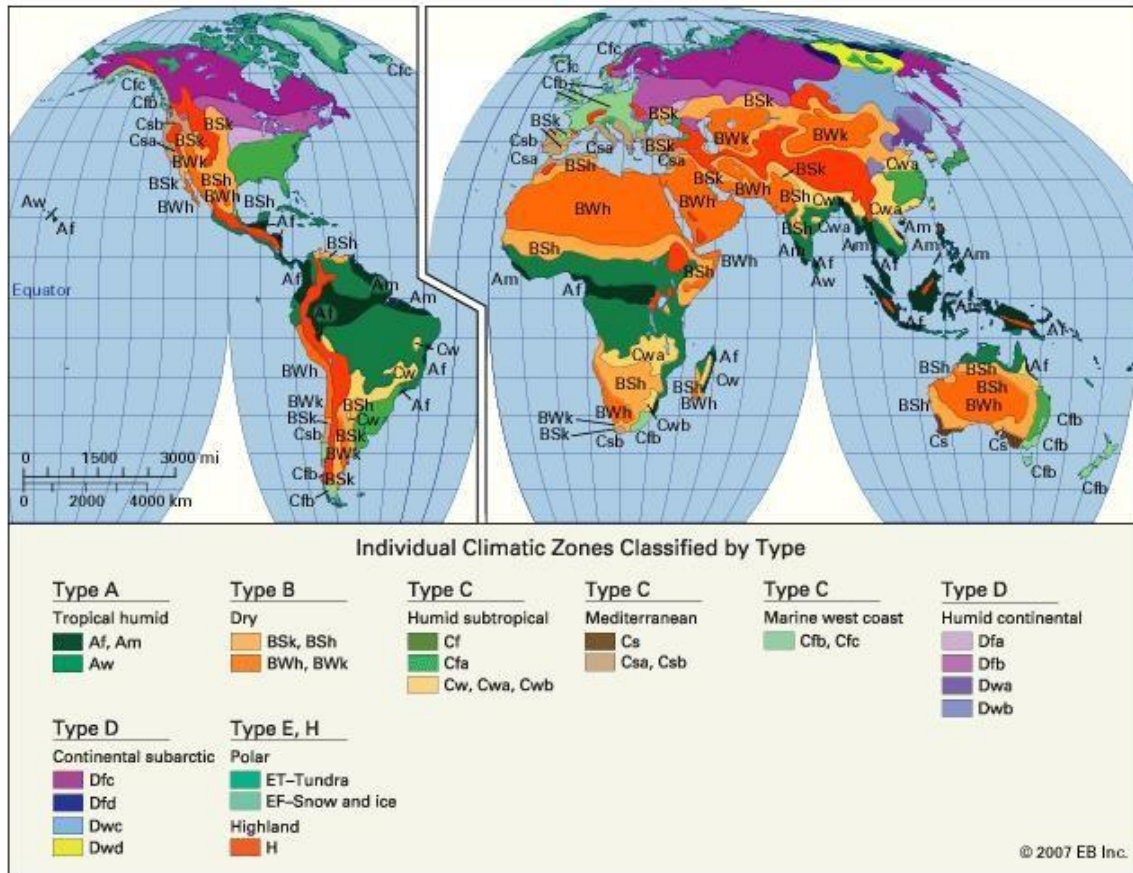 Cfc
Cfc
Cfb
Csb
Csa
BSk
BSk
BWk
BSk
BSh
BWh
BWh
BSh
Aw
Af
Af
BSh
Equator
Af
Am
Am
Af
Cw
Cw
Af
BWh
Af
BWk
BSh
BSk
Cw
Csb
BSk
BWk
Cfb
BSk
Cfb
0 1500 3000 mi
0 2000 4000 km
Cfc
Cfc
Cfb
BSk
BSk
Csb
Csa
Csa
BSk
Csa
BSh
BWk
BWk
BSk
BSk
Cwa
BWh
BWh
BWh
BSh
Cw
Cwa
Cwa
BSh
BSh
BWh
BSh
Am
Am
Am
Am
Am
Af
Af
Aw
Af
Af
Af
Af
Cwa
Af
Cw
BSh
BSh
BWh
BWh
BWk
BSk
Cwb
Csb
Cfb
BSh
BSh
Af
BSh
BSh
BWh
Cs
Cs
Cfb
Cfb
Cfb
Individual Climatic Zones Classified by Type
Type A
Tropical humid
Af, Am
Aw
Type B
Dry
BSk, BSh
BWh, BWk
Type C
Humid subtropical
Cf
Cfa
Cw, Cwa, Cwb
Type C
Mediterranean
Cs
Csa, Csb
Type C
Marine west coast
Cfb, Cfc
Type D
Humid continental
Dfa
Dfb
Dwa
Dwb
Type D
Continental subarctic
Dfc
Dfd
Dwc
Dwd
Type E, H
Polar
ET–Tundra
EF–Snow and ice
Highland
H
© 2007 EB Inc.